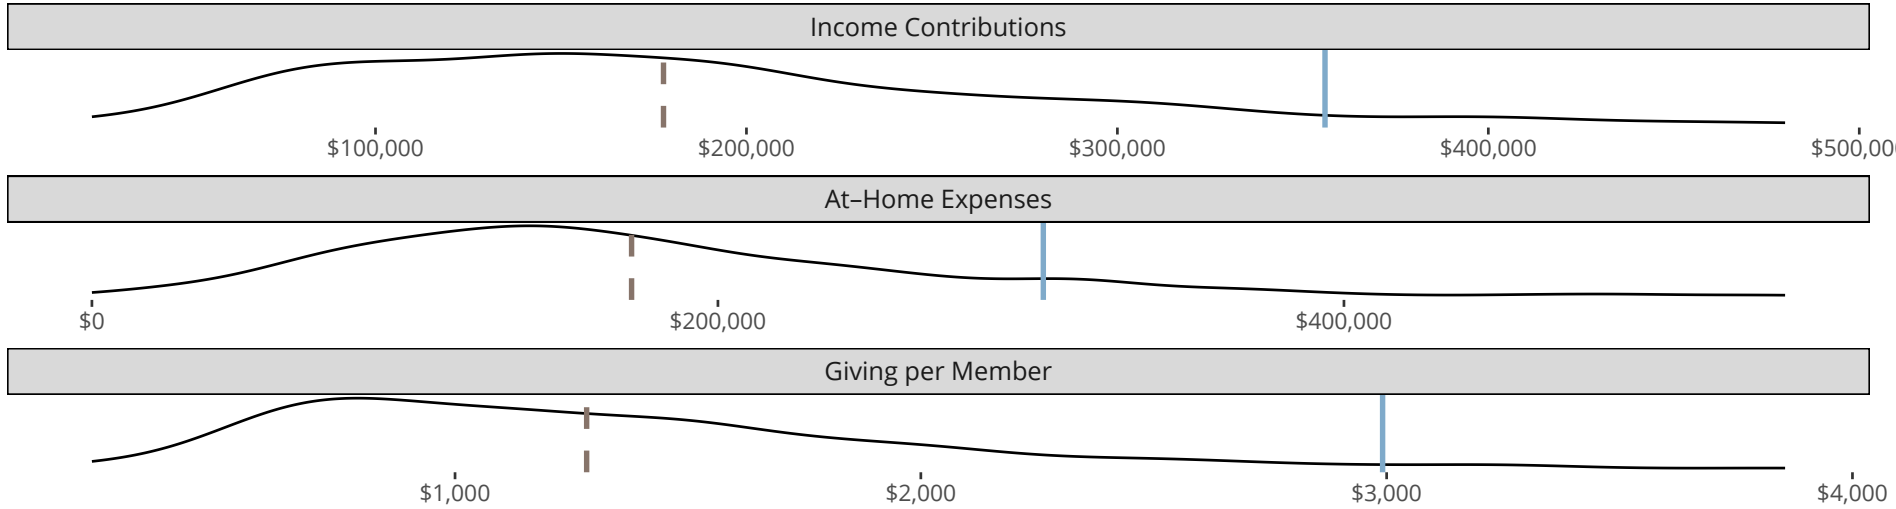 Income Contributions
$100,000 $200,000 $300,000 $400,000 $500,00
At–Home Expenses
$0 $200,000 $400,000
Giving per Member
$1,000 $2,000 $3,000 $4,000